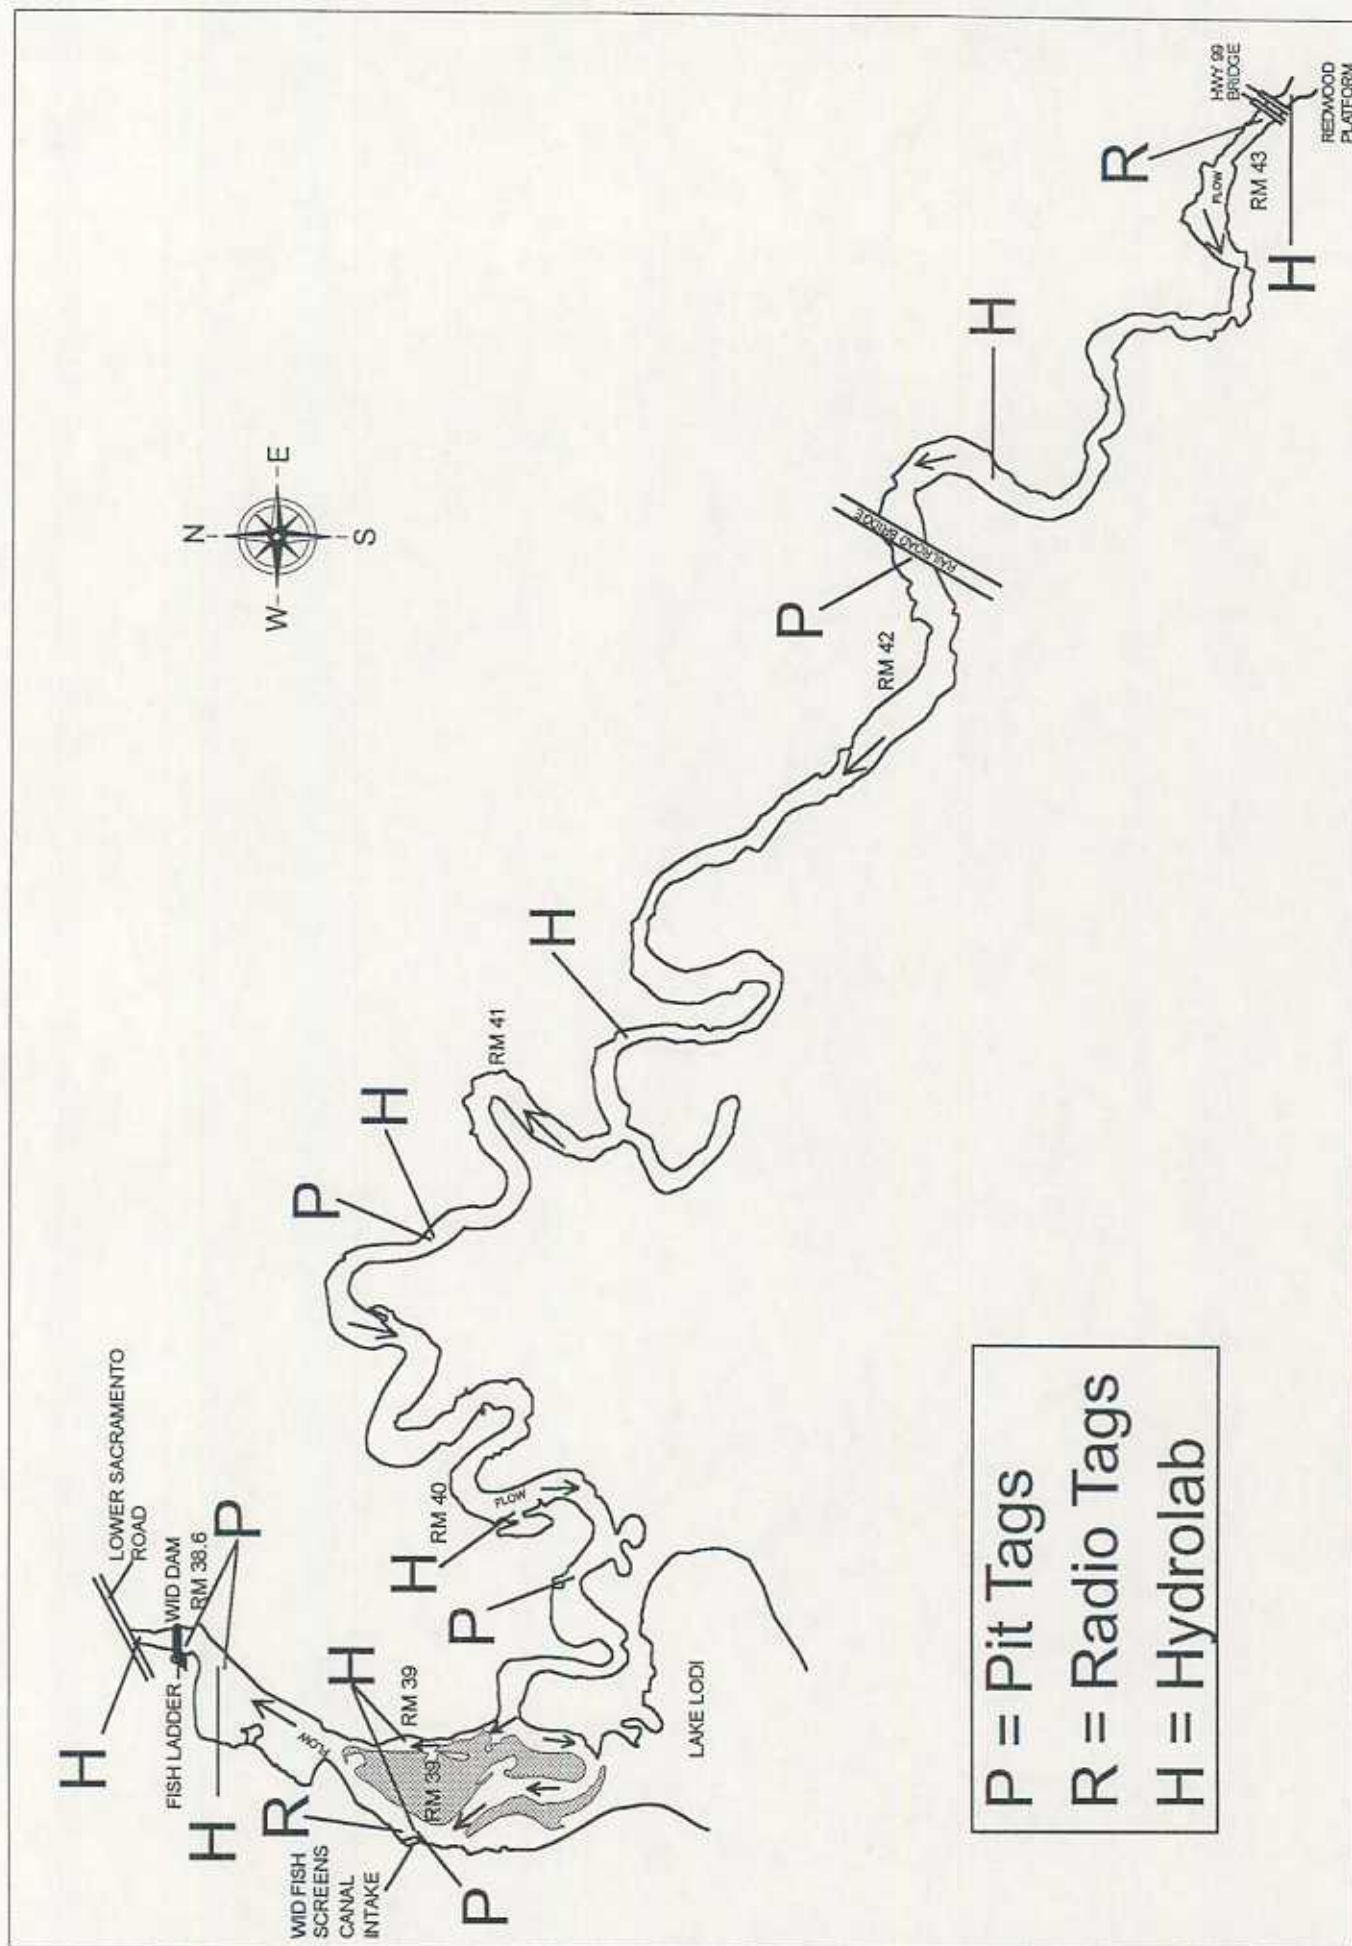 LOWER SACRAMENTO
ROAD
H
FISH LADDER
WID DAM
RM 38.6
P
H
FLOW
R
WID FISH
SCREENS
CANAL
INTAKE
H
RM 39
RM 39
P
LAKE LODI
P
H
RM 40
FLOW
P
H
RM 41
H
N
W
E
S
P
RM 42
RAILROAD BRIDGE
H
R
HWY 99
BRIDGE
FLOW
RM 43
H
REDWOOD
PLATFORM
P = Pit Tags
R = Radio Tags
H = Hydrolab